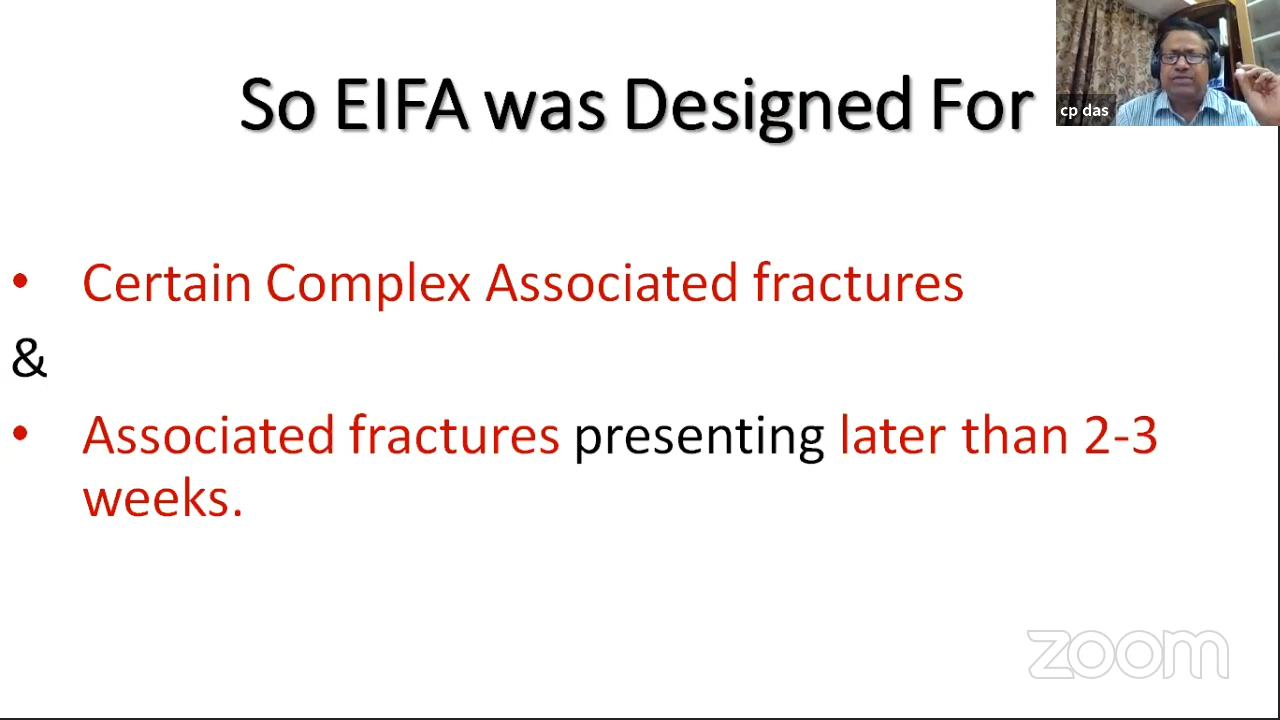 So EIFA was Designed For
cp das
• Certain Complex Associated fractures
&
• Associated fractures presenting later than 2-3
weeks.
zoom